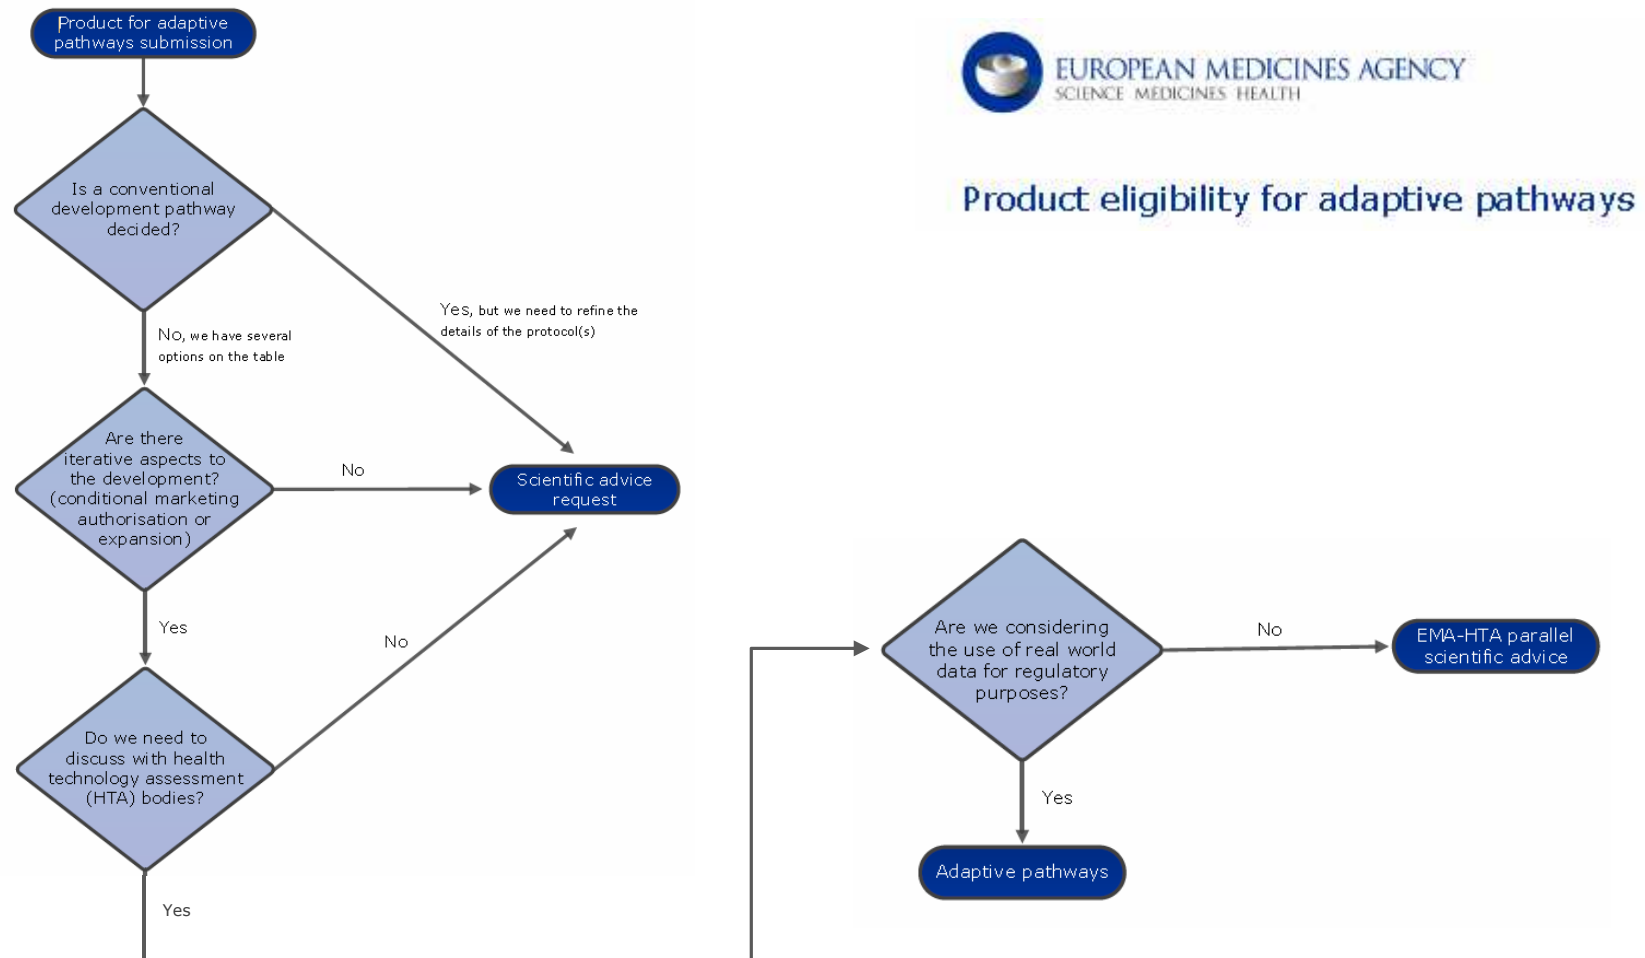 Product for adaptive
pathways submission
EUROPEAN MEDICINES AGENCY
SCIENCE MEDICINES HEALTH
Product eligibility for adaptive pathways
Is a conventional
development pathway
decided?
Yes, but we need to refine the
details of the protocol(s)
No, we have several
options on the table
Are there
iterative aspects to
the development?
(conditional marketing
authorisation or
expansion)
No
Scientific advice
request
Yes
No
Do we need to
discuss with health
technology assessment
(HTA) bodies?
Yes
Are we considering
the use of real world
data for regulatory
purposes?
No
EMA-HTA parallel
scientific advice
Yes
Adaptive pathways